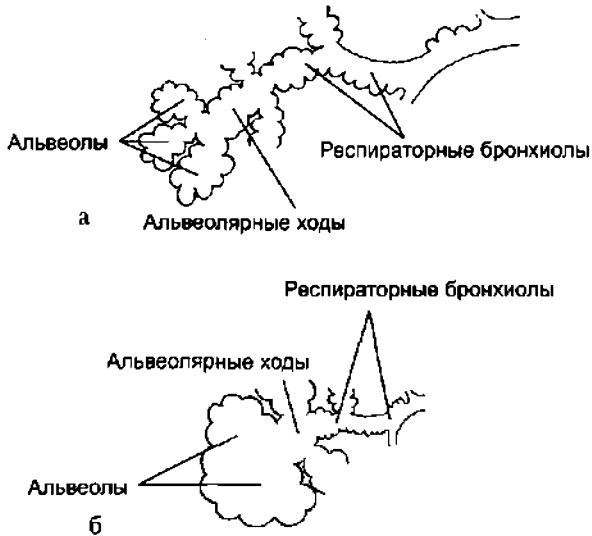 Альвеолы
Респираторные бронхиолы
а
Альвеолярные ходы
Респираторные бронхиолы
Альвеолярные ходы
Альвеолы
б